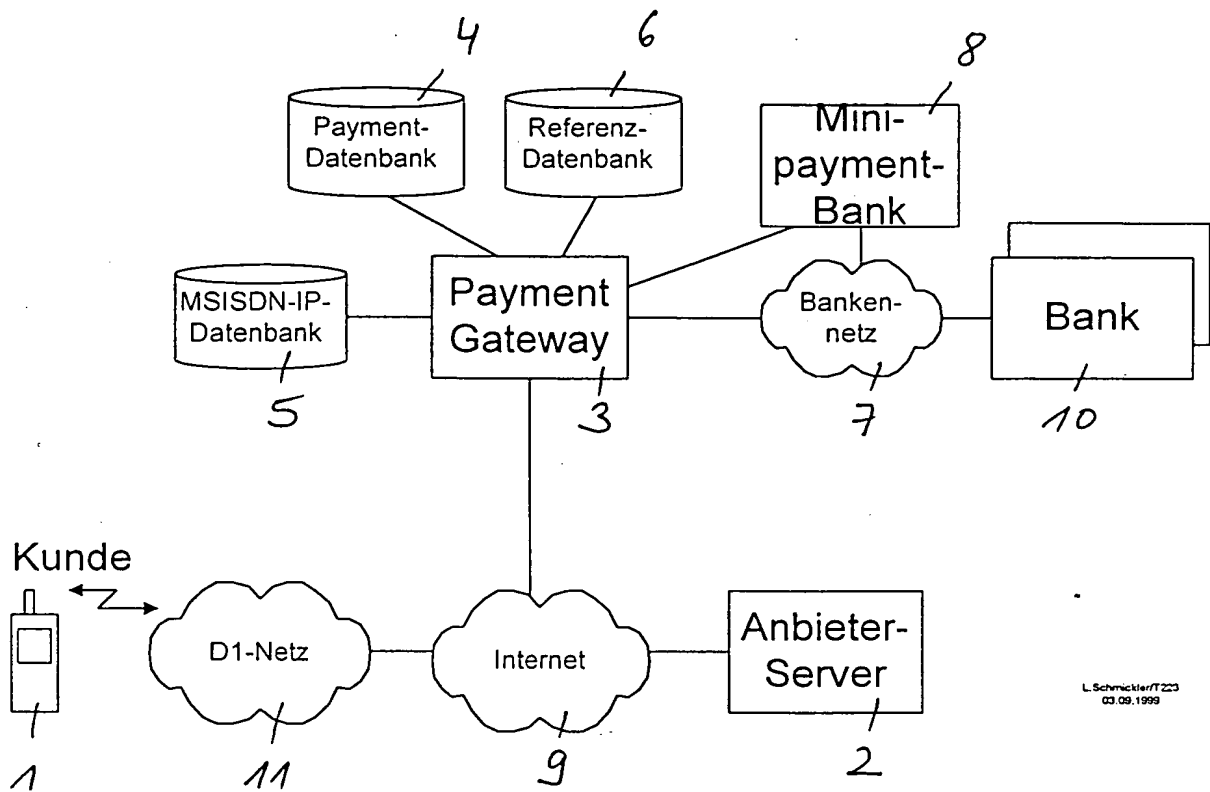 4
6
8
Payment-
Datenbank
Referenz-
Datenbank
Mini-
payment-
Bank
MSISDN-IP-
Datenbank
Payment
Gateway
Banken-
netz
Bank
5
3
7
10
Kunde
D1-Netz
Internet
Anbieter-
Server
L.Schmickler/T223
03.09.1999
1
11
9
2